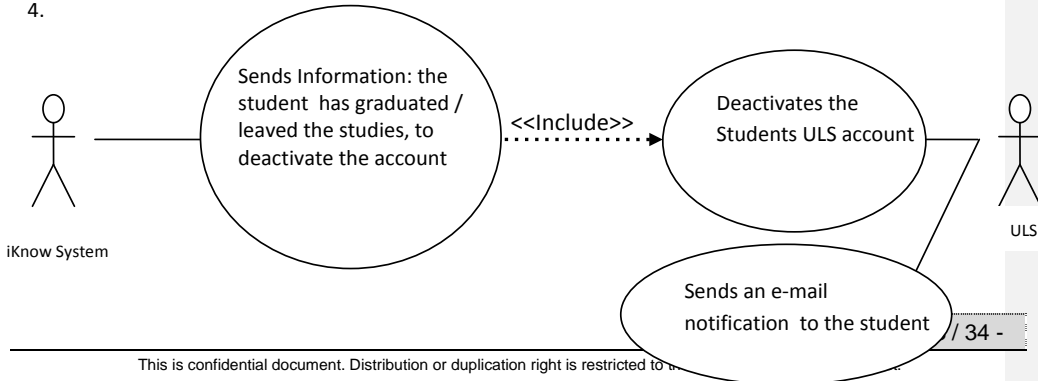 4.
Sends Information: the
student has graduated /
leaved the studies, to
deactivate the account
<<Include>>
Deactivates the
Students ULS account
iKnow System
ULS
Sends an e-mail
notification to the student
/ 34 -
This is confidential document. Distribution or duplication right is restricted to